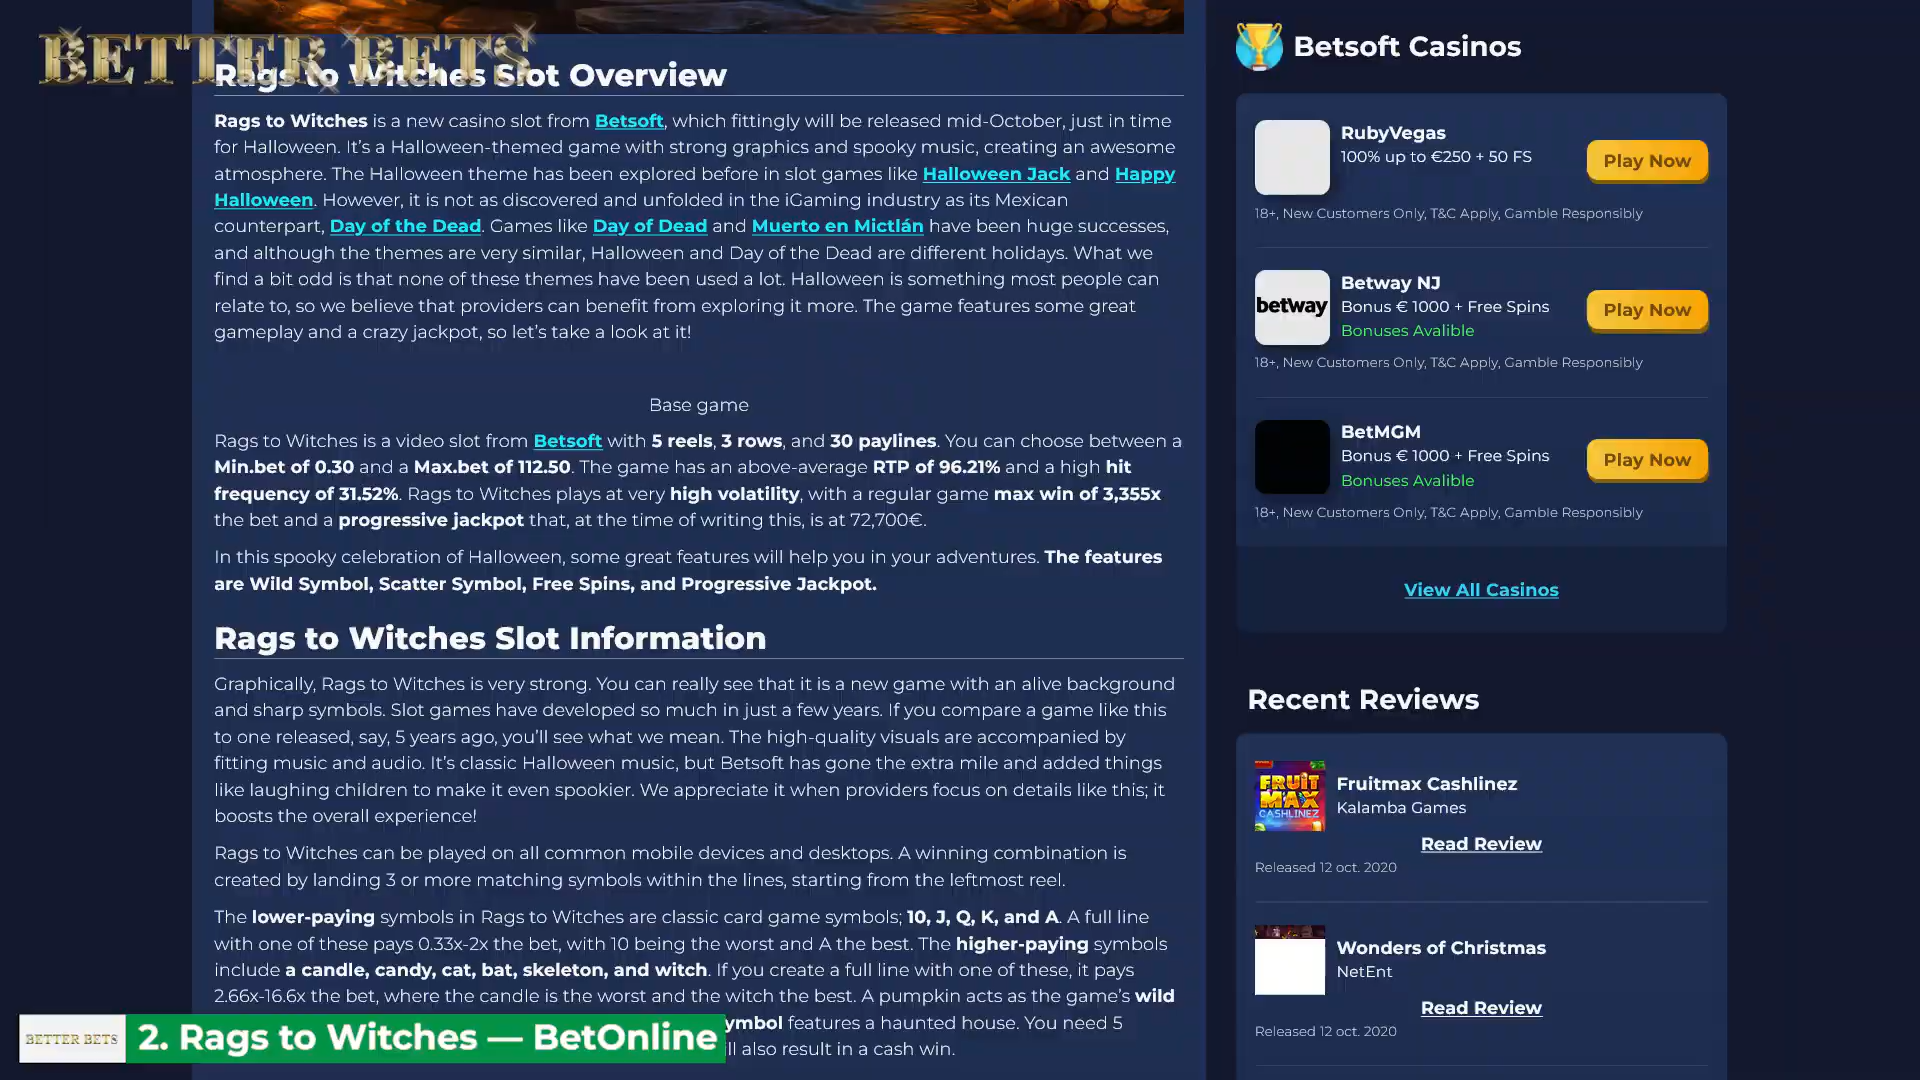 BETTER BETS
Rags to Witches Slot Overview
Rags to Witches is a new casino slot from Betsoft, which fittingly will be released mid-October, just in time
for Halloween. It's a Halloween-themed game with strong graphics and spooky music, creating an awesome
atmosphere. The Halloween theme has been explored before in slot games like Halloween Jack and Happy
Halloween. However, it is not as discovered and unfolded in the iGaming industry as its Mexican
counterpart, Day of the Dead. Games like Day of Dead and Muerto en Mictlán have been huge successes,
and although the themes are very similar, Halloween and Day of the Dead are different holidays. What we
find a bit odd is that none of these themes have been used a lot. Halloween is something most people can
relate to, so we believe that providers can benefit from exploring it more. The game features some great
gameplay and a crazy jackpot, so let's take a look at it!
Base game
Rags to Witches is a video slot from Betsoft with 5 reels, 3 rows, and 30 paylines. You can choose between a
Min.bet of 0.30 and a Max.bet of 112.50. The game has an above-average RTP of 96.21% and a high hit
frequency of 31.52%. Rags to Witches plays at very high volatility, with a regular game max win of 3,355x
the bet and a progressive jackpot that, at the time of writing this, is at 72,700€.
In this spooky celebration of Halloween, some great features will help you in your adventures. The features
are Wild Symbol, Scatter Symbol, Free Spins, and Progressive Jackpot.
Rags to Witches Slot Information
Graphically, Rags to Witches is very strong. You can really see that it is a new game with an alive background
and sharp symbols. Slot games have developed so much in just a few years. If you compare a game like this
to one released, say, 5 years ago, you'll see what we mean. The high-quality visuals are accompanied by
fitting music and audio. It's classic Halloween music, but Betsoft has gone the extra mile and added things
like laughing children to make it even spookier. We appreciate it when providers focus on details like this; it
boosts the overall experience!
Rags to Witches can be played on all common mobile devices and desktops. A winning combination is
created by landing 3 or more matching symbols within the lines, starting from the leftmost reel.
The lower-paying symbols in Rags to Witches are classic card game symbols; 10, J, Q, K, and A. A full line
with one of these pays 0.33x-2x the bet, with 10 being the worst and A the best. The higher-paying symbols
include a candle, candy, cat, bat, skeleton, and witch. If you create a full line with one of these, it pays
2.66x-16.6x the bet, where the candle is the worst and the witch the best. A pumpkin acts as the game's wild
ymbol features a haunted house. You need 5
ll also result in a cash win.
BETTER BETS
2. Rags to Witches — BetOnline
Betsoft Casinos
RubyVegas
100% up to €250 + 50 FS
Play Now
18+, New Customers Only, T&C Apply, Gamble Responsibly
betway
Betway NJ
Bonus € 1000 + Free Spins
Bonuses Avalible
Play Now
18+, New Customers Only, T&C Apply, Gamble Responsibly
BetMGM
Bonus € 1000 + Free Spins
Bonuses Avalible
Play Now
18+, New Customers Only, T&C Apply, Gamble Responsibly
View All Casinos
Recent Reviews
FRUIT
MAX
CASHLINEZ
Fruitmax Cashlinez
Kalamba Games
Read Review
Released 12 oct. 2020
Wonders of Christmas
NetEnt
Read Review
Released 12 oct. 2020